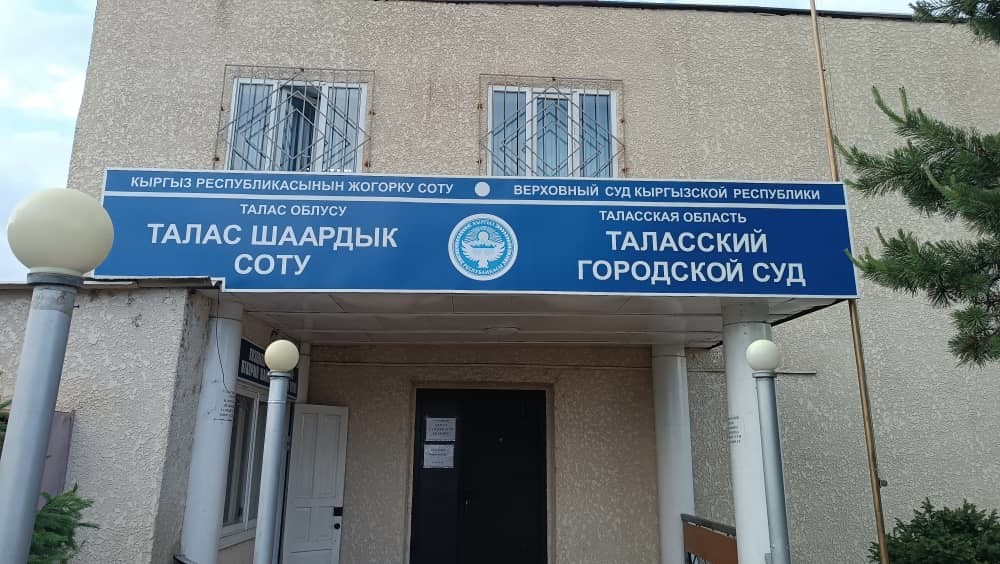 КЫРГЫЗ РЕСПУБЛИКАСЫНЫН ЖОГОРКУ СОТУ
ВЕРХОВНЫЙ СУД КЫРГЫЗСКОЙ РЕСПУБЛИКИ
ТАЛАС ОБЛУСУ
ТАЛАС ШААРДЫК
СОТУ
ТАЛАССКАЯ ОБЛАСТЬ
ТАЛАССКИЙ
ГОРОДСКОЙ СУД